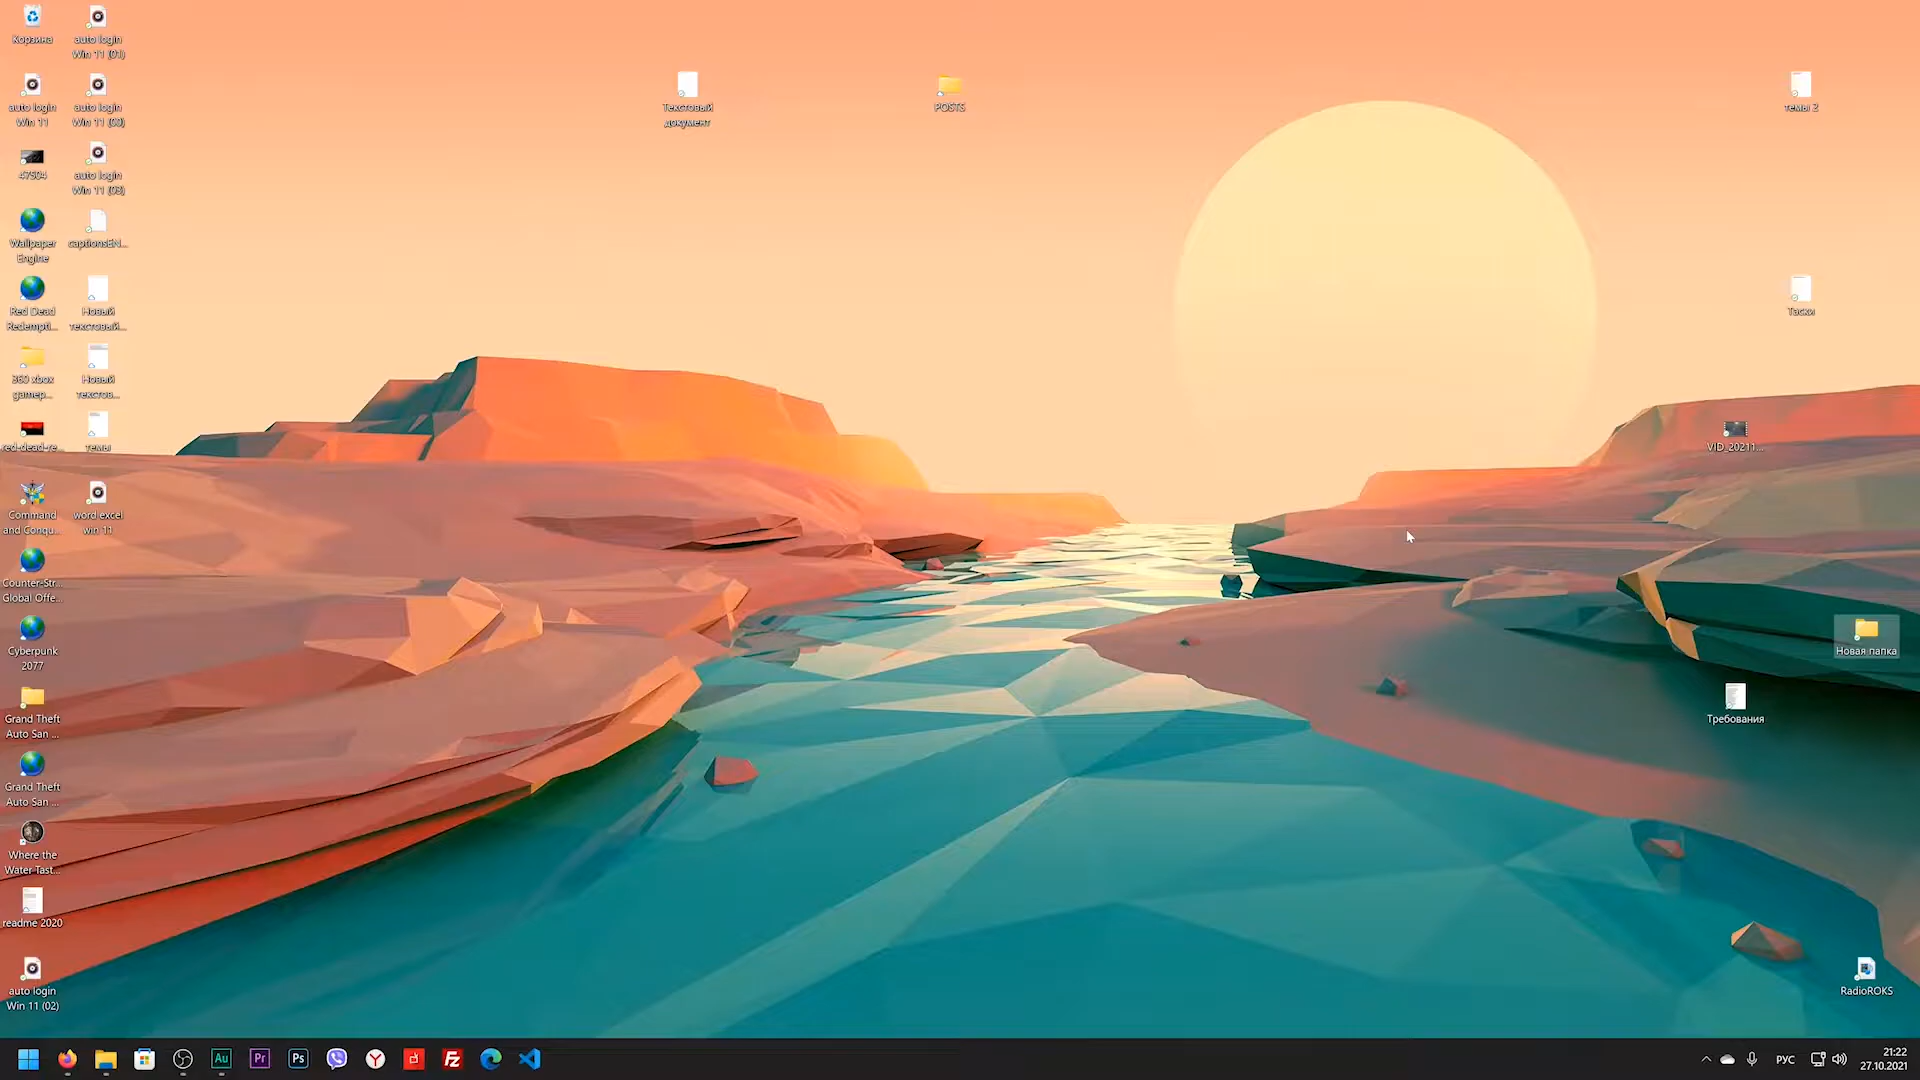 Корзина
auto login
Win 11 (01)
auto login
Win 11
auto login
Win 11 (00)
47504
auto login
Win 11 (03)
Wallpaper
Engine
captionsEN...
Red Dead
Redempti...
Новый
текстовый...
360 xbox
gamep...
Новый
текстов...
red-dead-re...
темы
Command
and Conqu...
word excel
win 11
Counter-Str...
Global Offe...
Cyberpunk
2077
Grand Theft
Auto San ...
Grand Theft
Auto San ...
Where the
Water Tast...
readme 2020
auto login
Win 11 (02)
Текстовый
документ
POSTS
темы 2
Таски
VID_20211...
Новая папка
Требования
RadioROKS
Au
Pr
Ps
РУС
21:22
27.10.2021